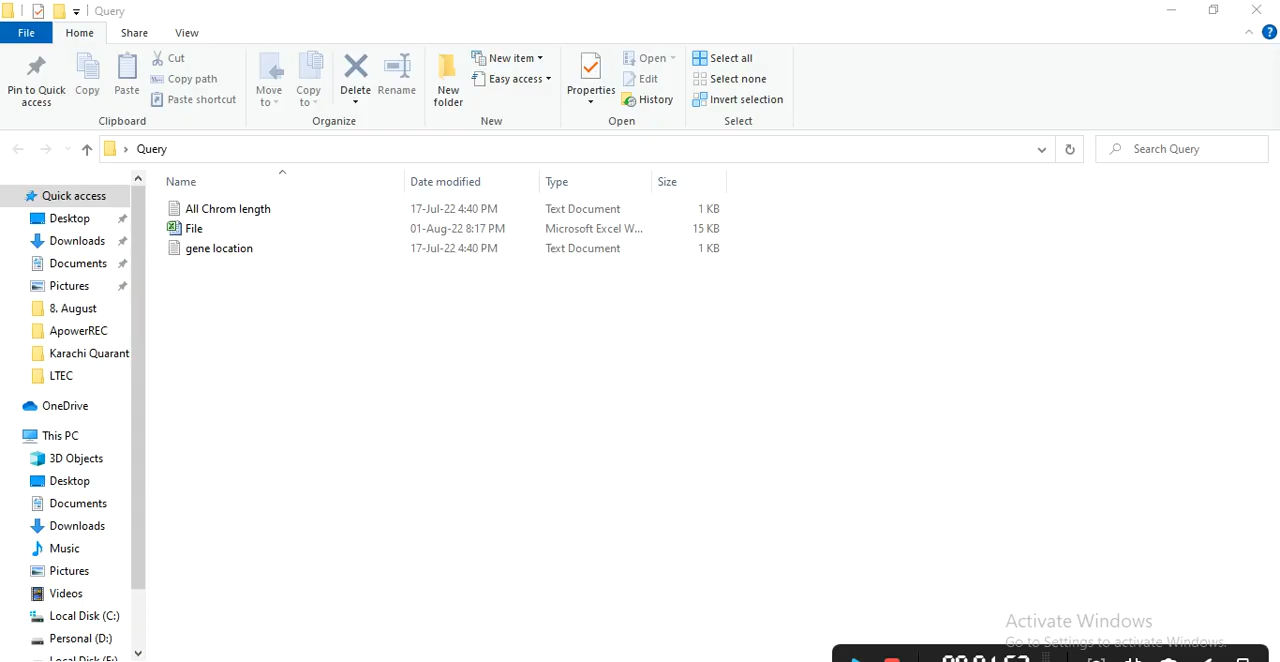 Query
File Home Share View
Pin to Quick access
Copy
Paste
Cut
Copy path
Paste shortcut
Clipboard
Move to
Copy to
Delete
Rename
Organize
New folder
New item
Easy access
New
Properties
Open
Edit
History
Open
Select all
Select none
Invert selection
Select
Query
Search Query
Name Date modified Type Size
All Chrom length 17-Jul-22 4:40 PM Text Document 1 KB
File 01-Aug-22 8:17 PM Microsoft Excel W... 15 KB
gene location 17-Jul-22 4:40 PM Text Document 1 KB
Quick access
Desktop
Downloads
Documents
Pictures
8. August
ApowerREC
Karachi Quarant
LTEC
OneDrive
This PC
3D Objects
Desktop
Documents
Downloads
Music
Pictures
Videos
Local Disk (C:)
Personal (D:)
Activate Windows
Go to Settings to activate Windows.